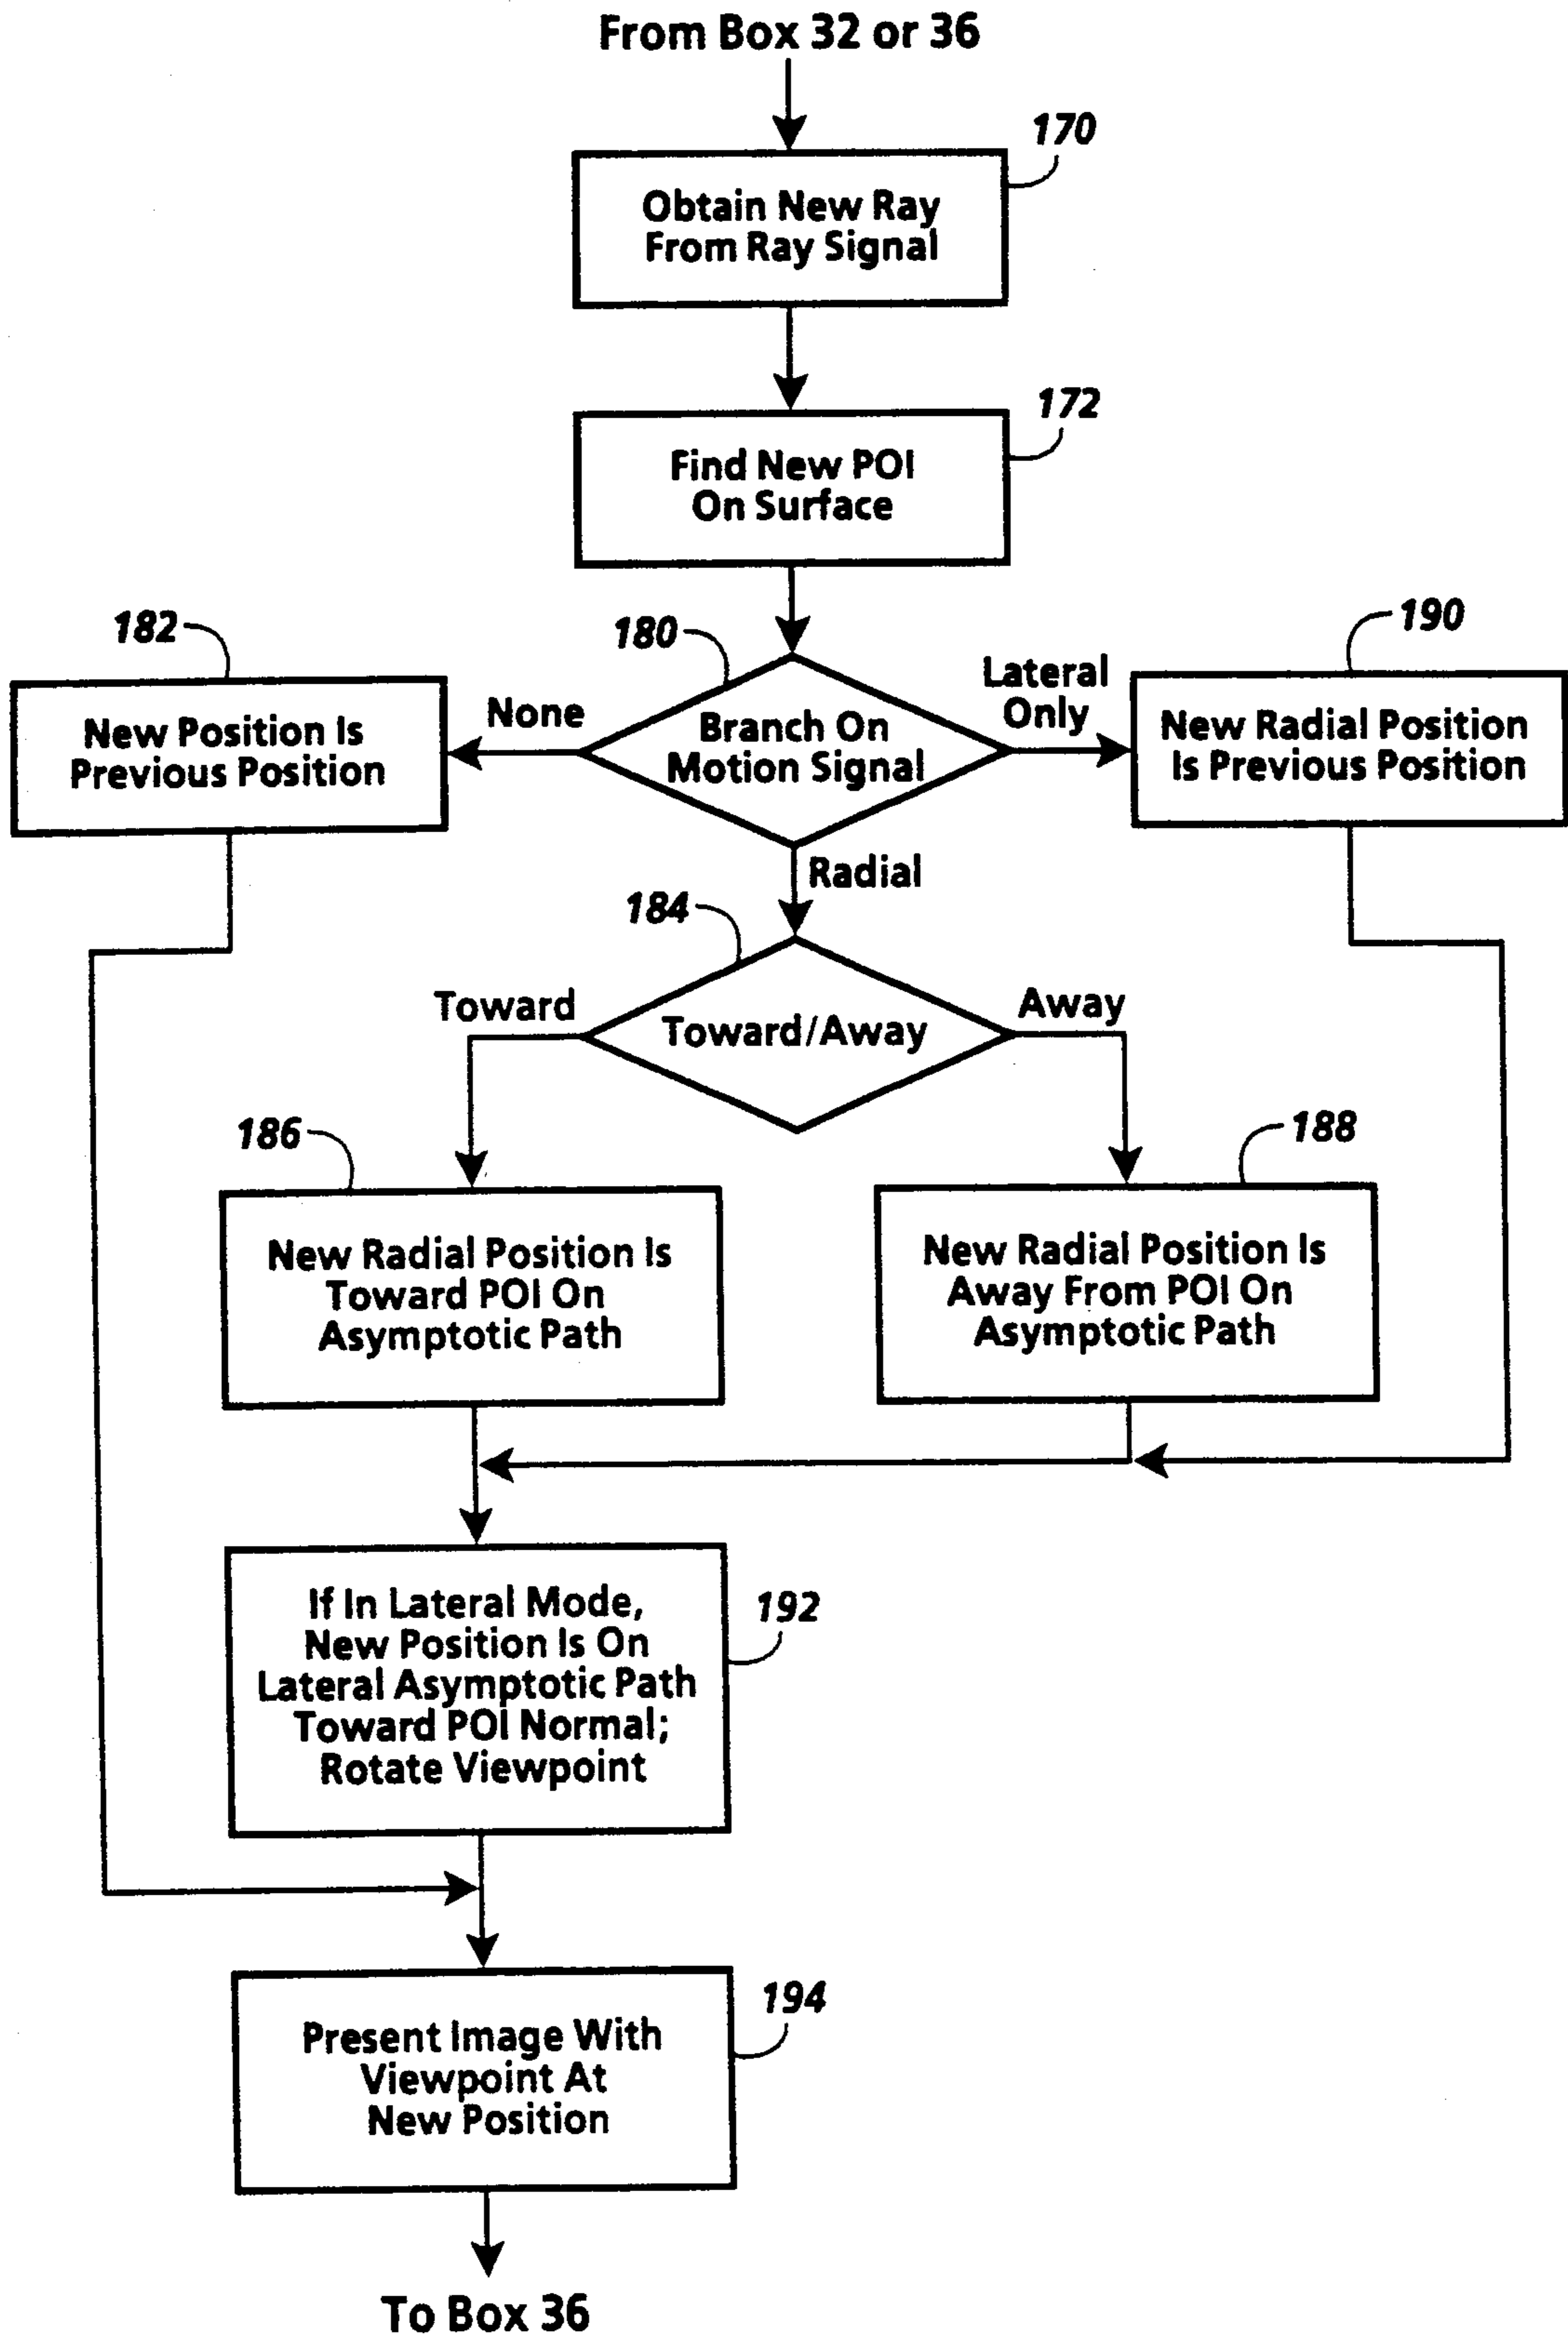 From Box 32 or 36
170
Obtain New Ray
From Ray Signal
172
Find New POI
On Surface
182
180
190
None
Lateral
Only
New Position Is
Previous Position
Branch On
Motion Signal
New Radial Position
Is Previous Position
Radial
184
Toward
Away
Toward/Away
186
188
New Radial Position Is
Toward POI On
Asymptotic Path
New Radial Position Is
Away From POI On
Asymptotic Path
192
If In Lateral Mode,
New Position Is On
Lateral Asymptotic Path
Toward POI Normal;
Rotate Viewpoint
194
Present Image With
Viewpoint At
New Position
To Box 36